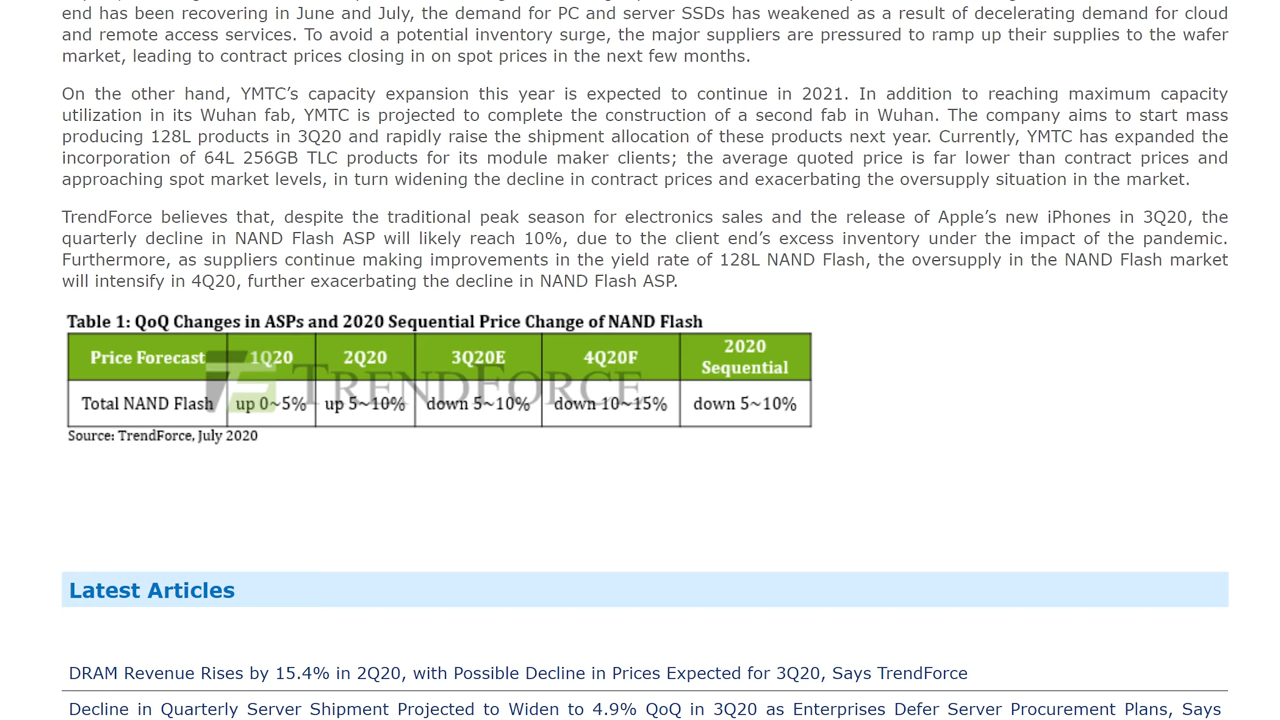 end has been recovering in June and July, the demand for PC and server SSDs has weakened as a result of decelerating demand for cloud
and remote access services. To avoid a potential inventory surge, the major suppliers are pressured to ramp up their supplies to the wafer
market, leading to contract prices closing in on spot prices in the next few months.
On the other hand, YMTC’s capacity expansion this year is expected to continue in 2021. In addition to reaching maximum capacity
utilization in its Wuhan fab, YMTC is projected to complete the construction of a second fab in Wuhan. The company aims to start mass
producing 128L products in 3Q20 and rapidly raise the shipment allocation of these products next year. Currently, YMTC has expanded the
incorporation of 64L 256GB TLC products for its module maker clients; the average quoted price is far lower than contract prices and
approaching spot market levels, in turn widening the decline in contract prices and exacerbating the oversupply situation in the market.
TrendForce believes that, despite the traditional peak season for electronics sales and the release of Apple’s new iPhones in 3Q20, the
quarterly decline in NAND Flash ASP will likely reach 10%, due to the client end’s excess inventory under the impact of the pandemic.
Furthermore, as suppliers continue making improvements in the yield rate of 128L NAND Flash, the oversupply in the NAND Flash market
will intensify in 4Q20, further exacerbating the decline in NAND Flash ASP.
Table 1: QoQ Changes in ASPs and 2020 Sequential Price Change of NAND Flash
Price Forecast 1Q20 2Q20 3Q20E 4Q20F 2020 Sequential
TRENDFORCE
Total NAND Flash up 0~5% up 5~10% down 5~10% down 10~15% down 5~10%
Source: TrendForce, July 2020
Latest Articles
DRAM Revenue Rises by 15.4% in 2Q20, with Possible Decline in Prices Expected for 3Q20, Says TrendForce
Decline in Quarterly Server Shipment Projected to Widen to 4.9% QoQ in 3Q20 as Enterprises Defer Server Procurement Plans, Says